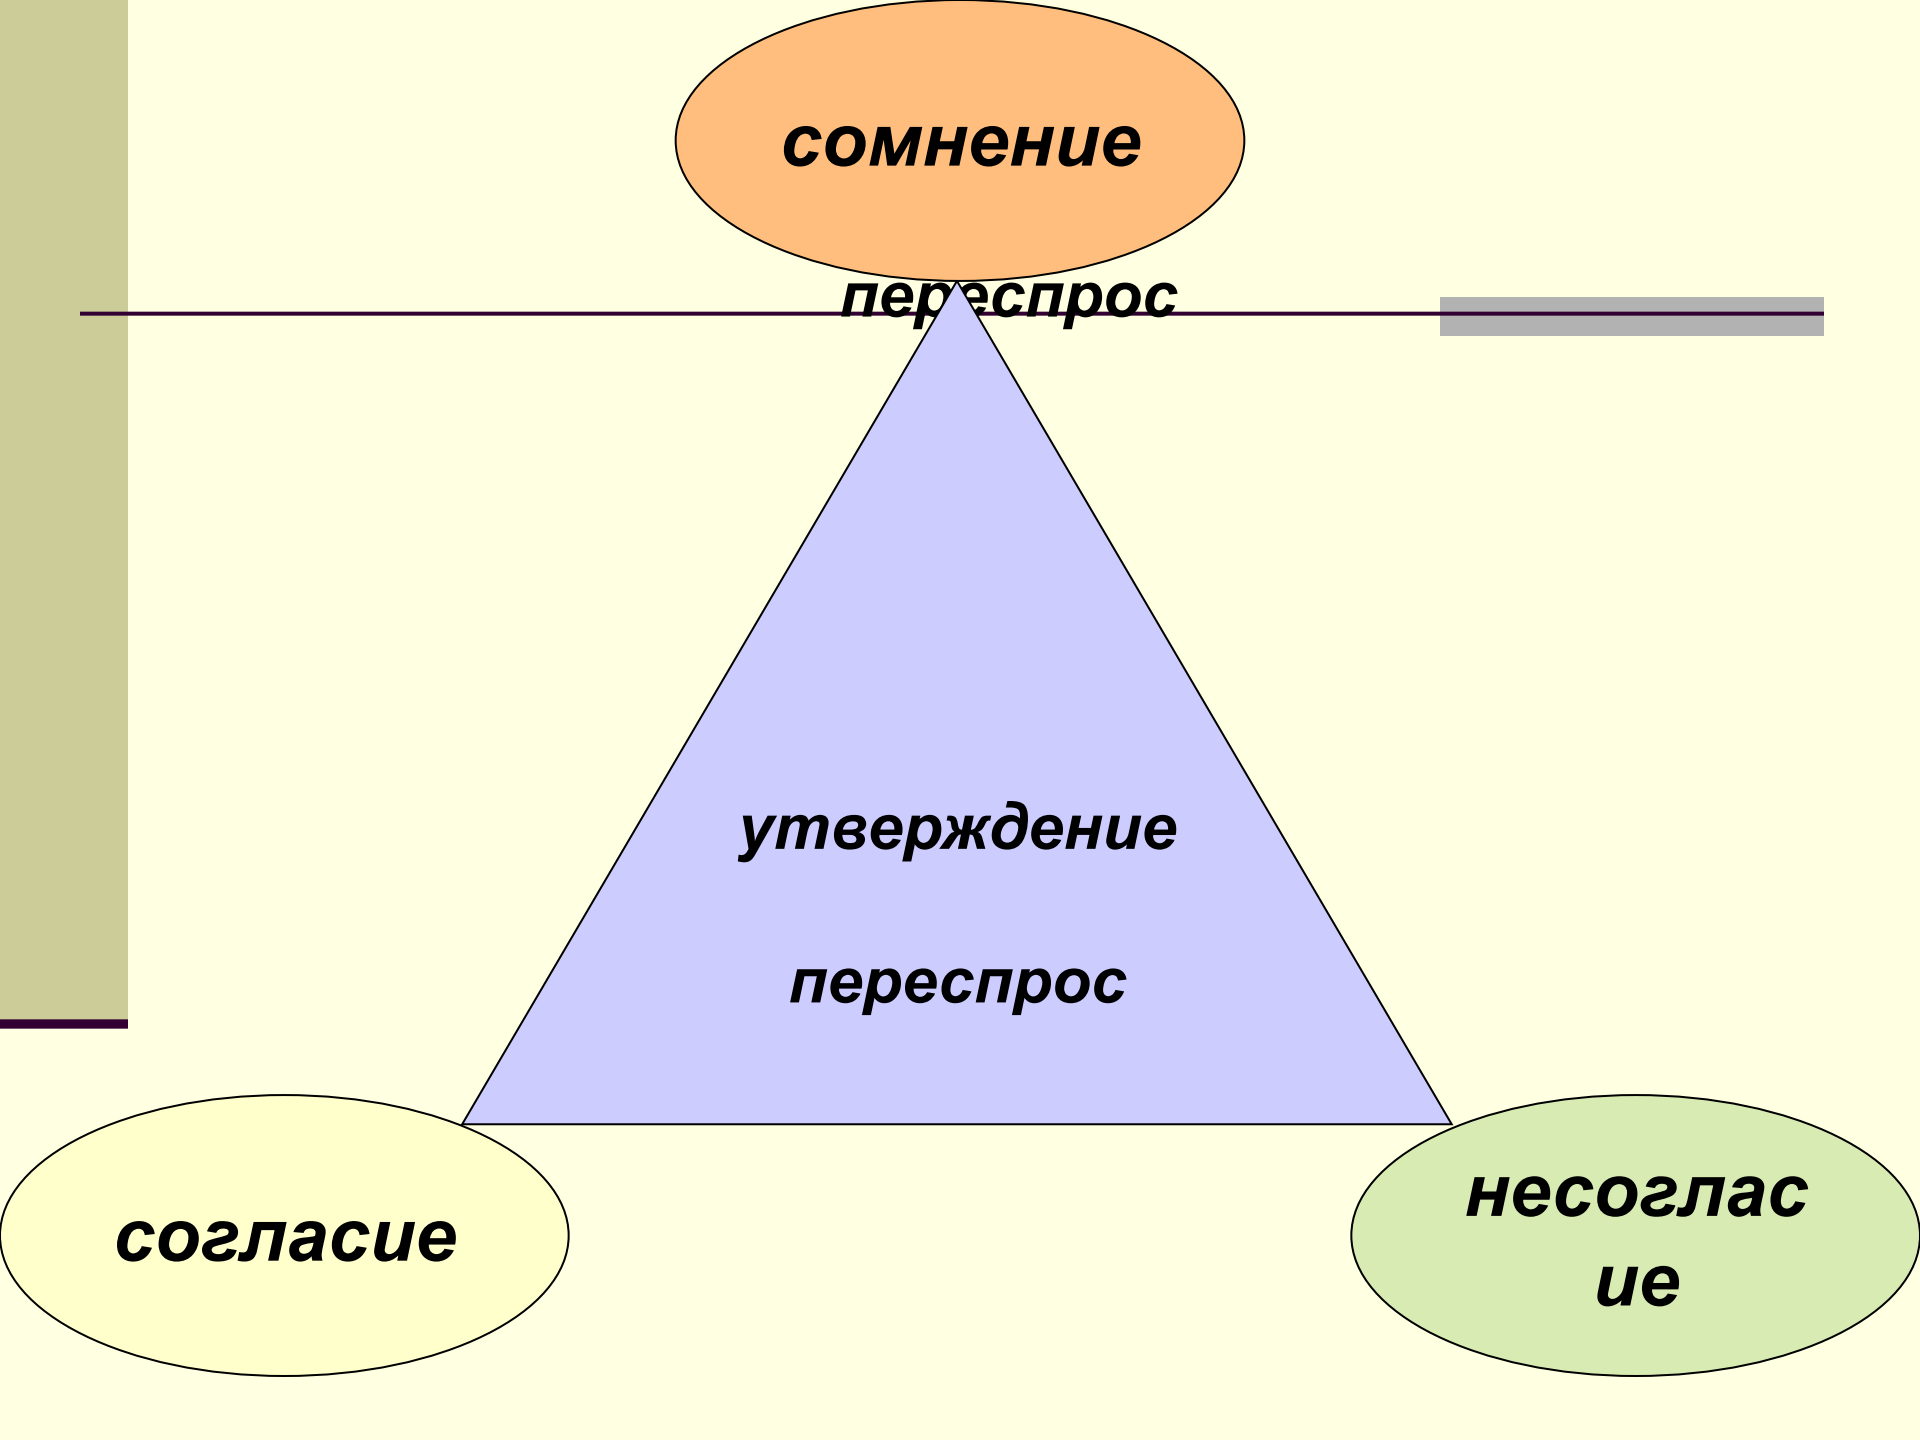 сомнение
переспрос
утверждение
переспрос
согласие
несоглас
ие